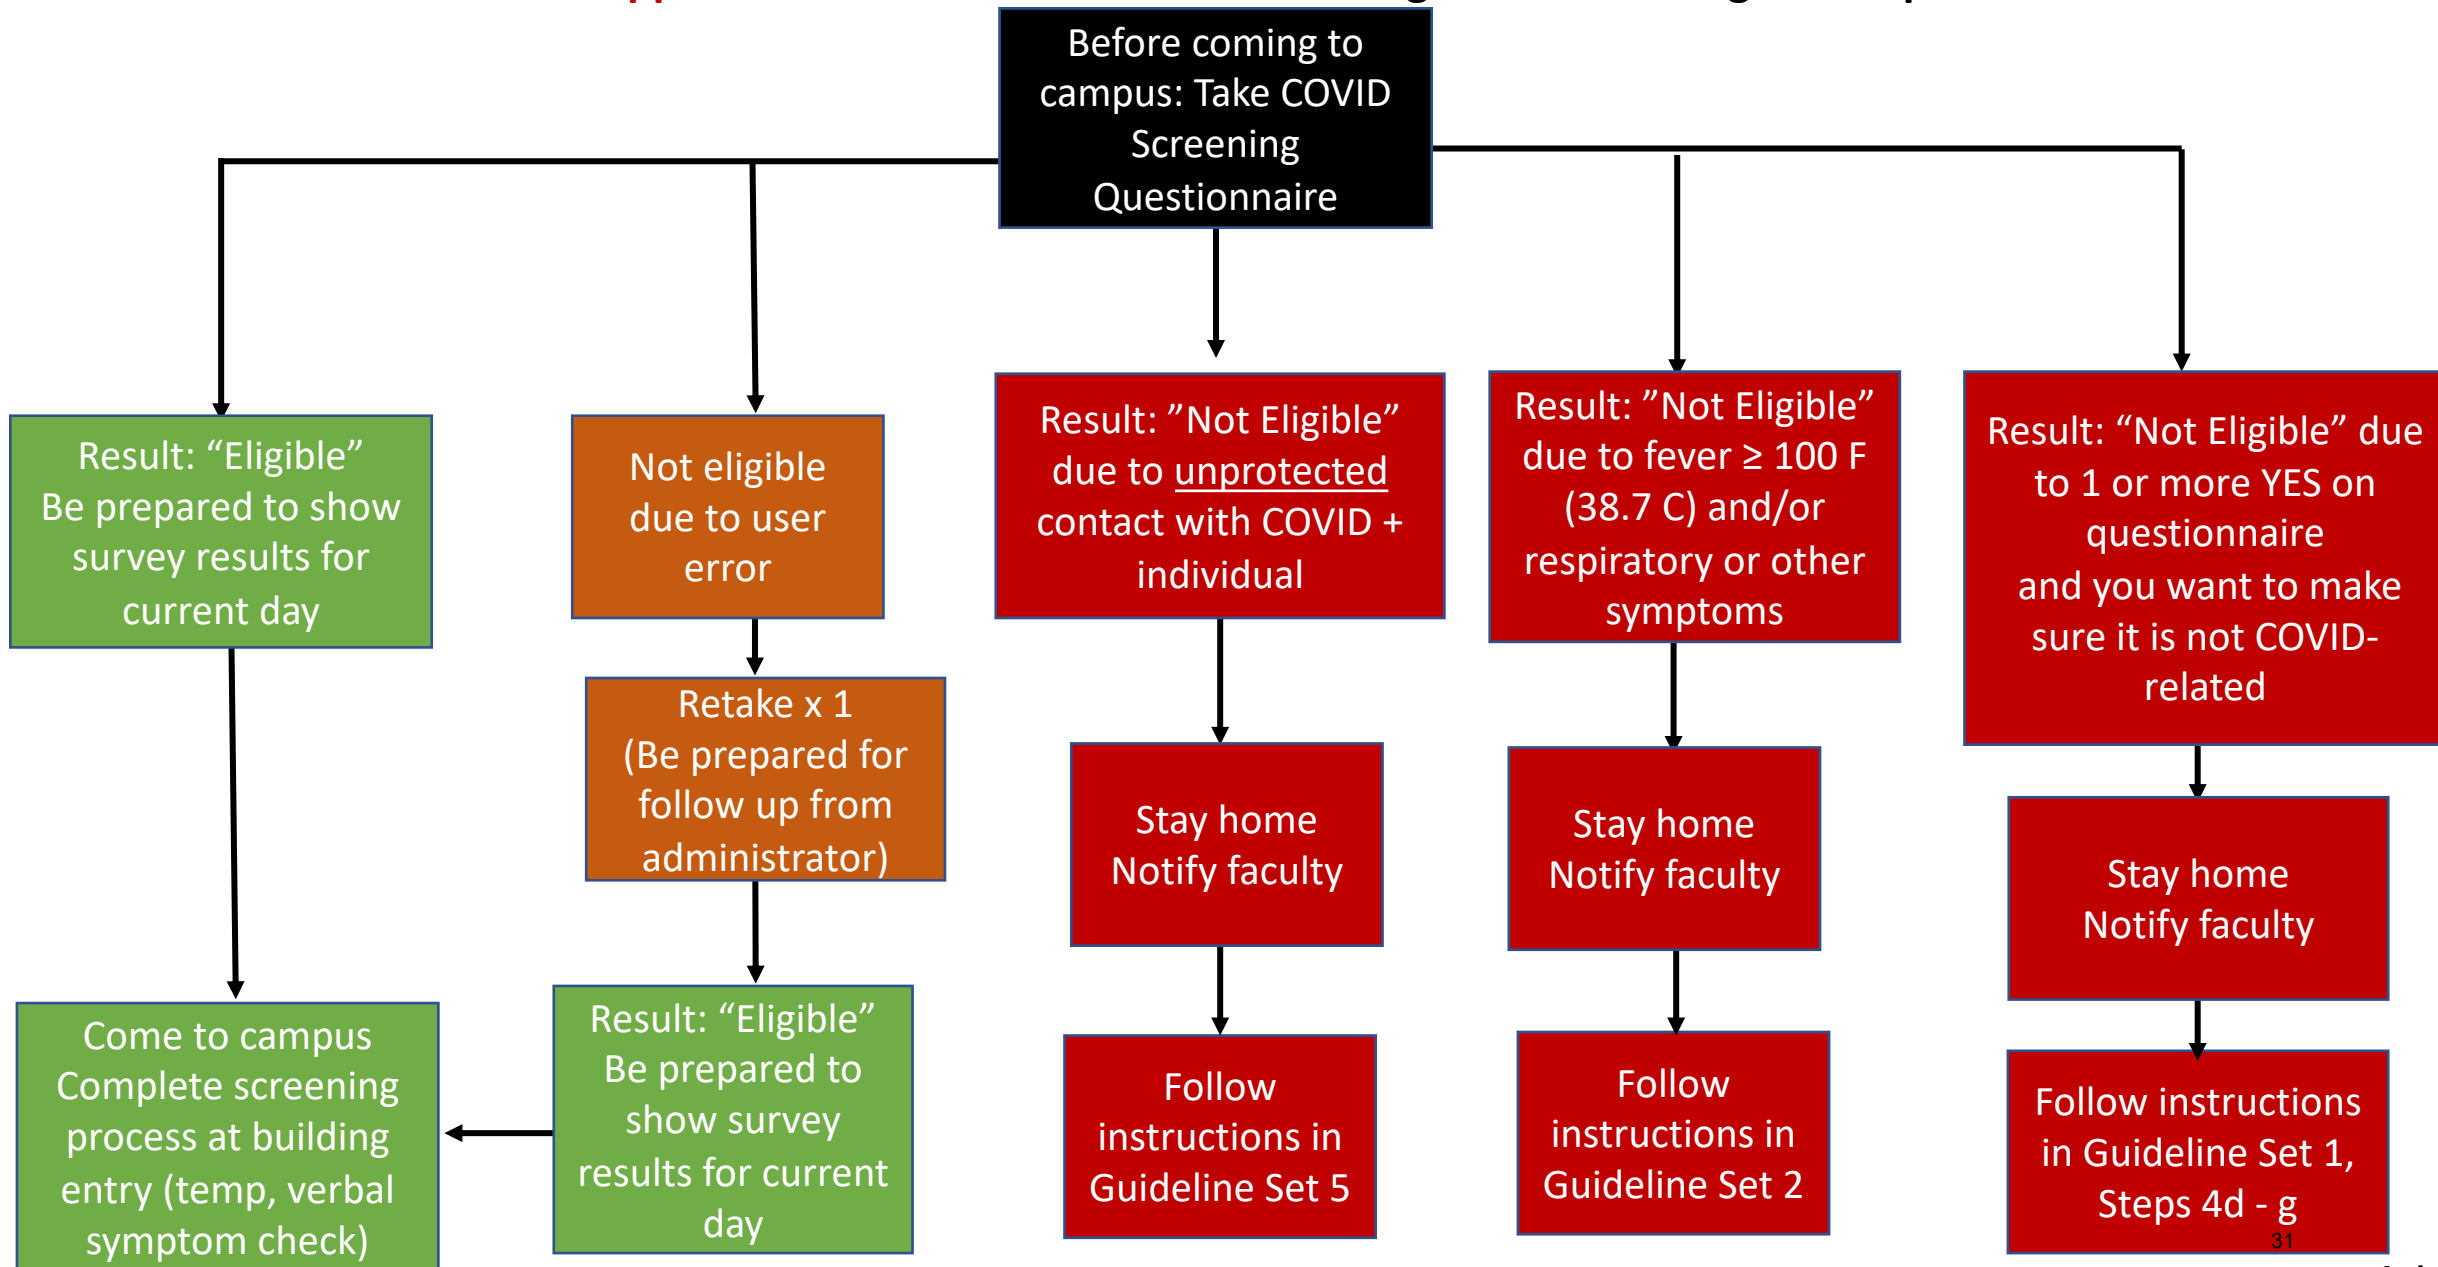 Before coming to
campus: Take COVID
Screening
Questionnaire
Result: “Eligible”
Be prepared to show
survey results for
current day
Not eligible
due to user
error
Result: ”Not Eligible”
due to unprotected
contact with COVID +
individual
Result: ”Not Eligible”
due to fever ≥ 100 F
(38.7 C) and/or
respiratory or other
symptoms
Result: “Not Eligible” due
to 1 or more YES on
questionnaire
and you want to make
sure it is not COVID-
related
Retake x 1
(Be prepared for
follow up from
administrator)
Stay home
Notify faculty
Stay home
Notify faculty
Stay home
Notify faculty
Come to campus
Complete screening
process at building
entry (temp, verbal
symptom check)
Result: “Eligible”
Be prepared to
show survey
results for current
day
Follow
instructions in
Guideline Set 5
Follow
instructions in
Guideline Set 2
Follow instructions
in Guideline Set 1,
Steps 4d - g
31